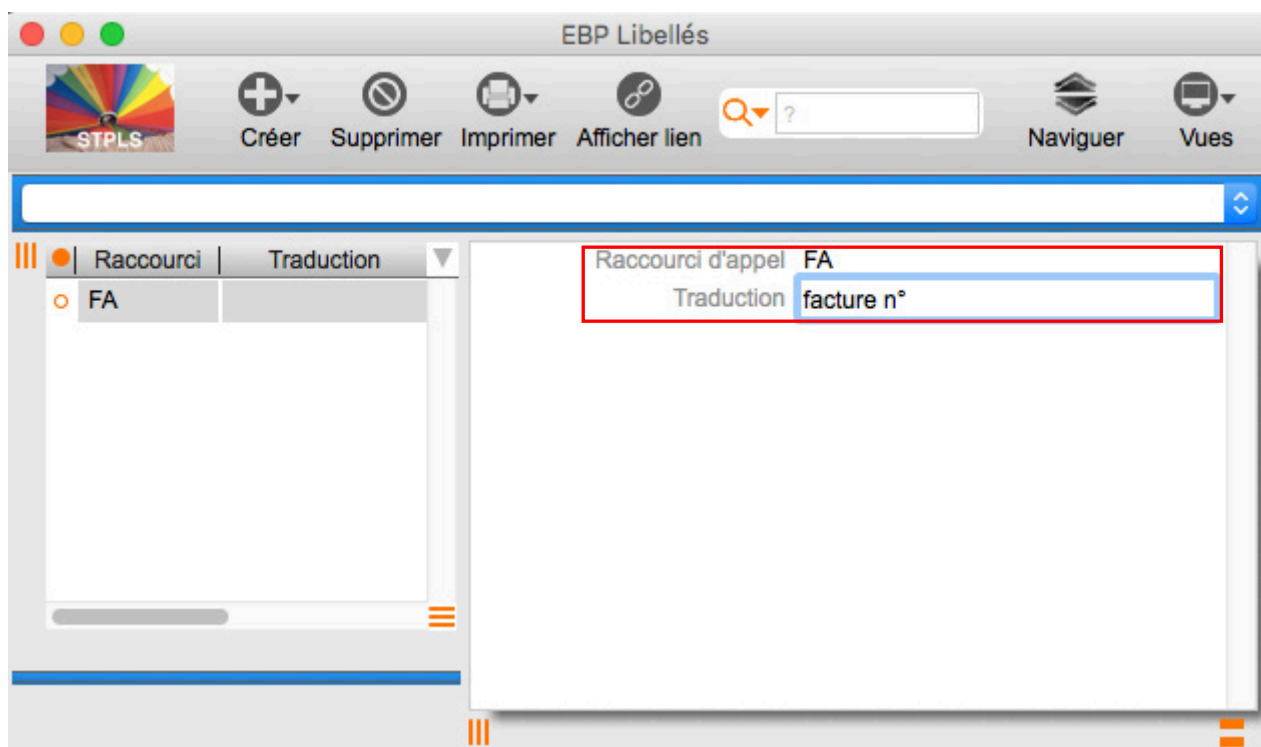 EBP Libellés
STPLS
Créer Supprimer Imprimer Afficher lien ? Naviguer Vues
Raccourci Traduction
FA
Raccourci d'appel FA
Traduction facture n°